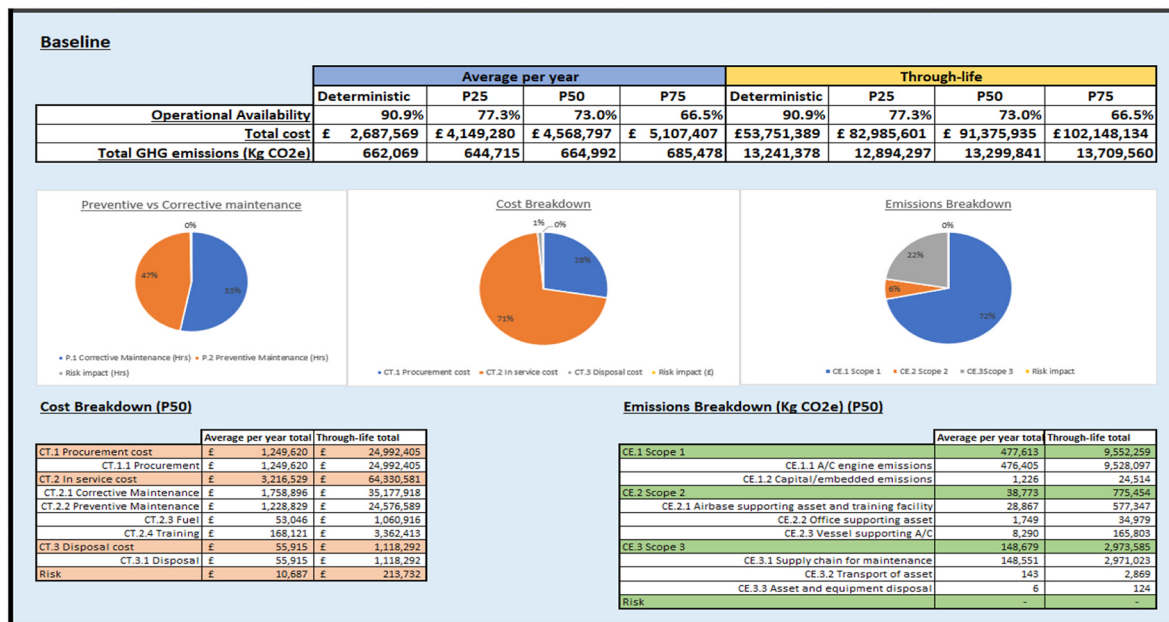 Baseline
Average per year Through-life
Deterministic P25 P50 P75 Deterministic P25 P50 P75
Operational Availability 90.9% 77.3% 73.0% 66.5% 90.9% 77.3% 73.0% 66.5%
Total cost £ 2,687,569 £ 4,149,280 £ 4,568,797 £ 5,107,407 £53,751,389 £ 82,985,601 £ 91,375,935 £102,148,134
Total GHG emissions (Kg CO2e) 662,069 644,715 664,992 685,478 13,241,378 12,894,297 13,299,841 13,709,560
Preventive vs Corrective maintenance
0%
47%
53%
P.1 Corrective Maintenance (Hrs) P.2 Preventive Maintenance (Hrs)
Risk impact (Hrs)
Cost Breakdown
1% 0%
28%
71%
CT.1 Procurement cost CT.2 In service cost CT.3 Disposal cost Risk impact (£)
Emissions Breakdown
0%
22%
6%
72%
CE.1 Scope 1 CE.2 Scope 2 CE.3Scope 3 Risk impact
Cost Breakdown (P50)
Average per year total Through-life total
CT.1 Procurement cost £ 1,249,620 £ 24,992,405
CT.1.1 Procurement £ 1,249,620 £ 24,992,405
CT.2 In service cost £ 3,216,529 £ 64,330,581
CT.2.1 Corrective Maintenance £ 1,758,896 £ 35,177,918
CT.2.2 Preventive Maintenance £ 1,228,829 £ 24,576,589
CT.2.3 Fuel £ 53,046 £ 1,060,916
CT.2.4 Training £ 168,121 £ 3,362,413
CT.3 Disposal cost £ 55,915 £ 1,118,292
CT.3.1 Disposal £ 55,915 £ 1,118,292
Risk £ 10,687 £ 213,732
Emissions Breakdown (Kg CO2e) (P50)
Average per year total Through-life total
CE.1 Scope 1 477,613 9,552,259
CE.1.1 A/C engine emissions 476,405 9,528,097
CE.1.2 Capital/embedded emissions 1,226 24,514
CE.2 Scope 2 38,773 775,454
CE.2.1 Airbase supporting asset and training facility 28,867 577,347
CE.2.2 Office supporting asset 1,749 34,979
CE.2.3 Vessel supporting A/C 8,290 165,803
CE.3 Scope 3 148,679 2,973,585
CE.3.1 Supply chain for maintenance 148,551 2,971,023
CE.3.2 Transport of asset 143 2,869
CE.3.3 Asset and equipment disposal 6 124
Risk - -